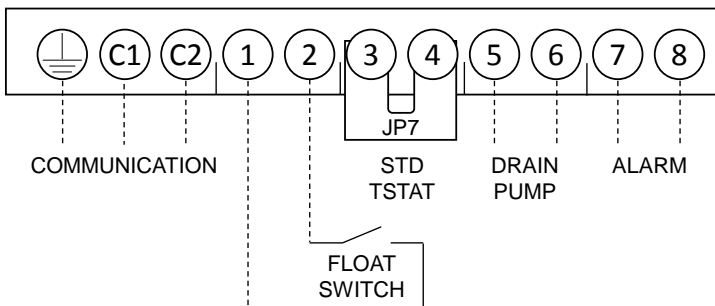 C1 C2 1 2 3 4 5 6 7 8
JP7
COMMUNICATION STD DRAIN ALARM
TSTAT PUMP
FLOAT
SWITCH